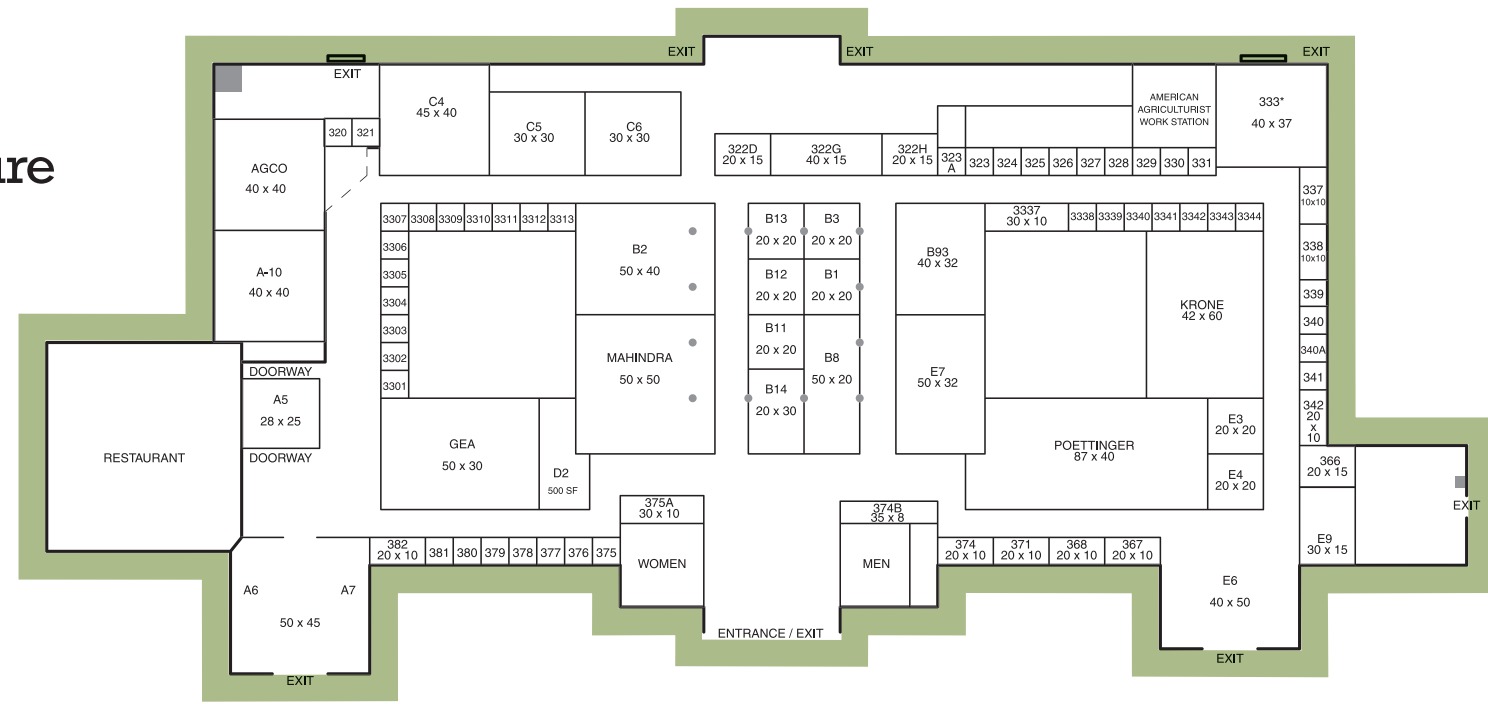 ure
EXIT
EXIT
EXIT
EXIT
C4
45 x 40
C5
30 x 30
C6
30 x 30
AMERICAN
AGRICULTURIST
WORK STATION
333*
40 x 37
320
321
AGCO
40 x 40
322D
20 x 15
322G
40 x 15
322H
20 x 15
323
A
323
324
325
326
327
328
329
330
331
337
10x10
338
10x10
339
340
340A
341
342
20
x
10
3307
3308
3309
3310
3311
3312
3313
3306
3305
3304
3303
3302
3301
B2
50 x 40
MAHINDRA
50 x 50
B13
20 x 20
B3
20 x 20
B12
20 x 20
B1
20 x 20
B11
20 x 20
B8
50 x 20
B14
20 x 30
B93
40 x 32
E7
50 x 32
3337
30 x 10
3338
3339
3340
3341
3342
3343
3344
KRONE
42 x 60
A-10
40 x 40
DOORWAY
A5
28 x 25
DOORWAY
RESTAURANT
GEA
50 x 30
D2
500 SF
POETTINGER
87 x 40
E3
20 x 20
E4
20 x 20
366
20 x 15
EXIT
E9
30 x 15
375A
30 x 10
WOMEN
374B
35 x 8
MEN
382
20 x 10
381
380
379
378
377
376
375
374
20 x 10
371
20 x 10
368
20 x 10
367
20 x 10
A6
A7
50 x 45
E6
40 x 50
ENTRANCE / EXIT
EXIT
EXIT